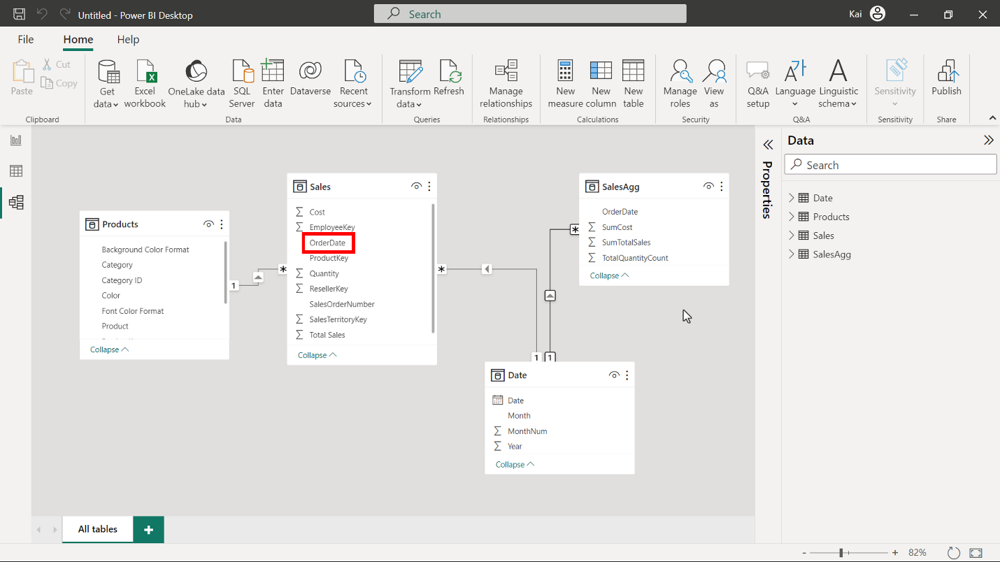 Untitled - Power BI Desktop
Search
Kai
File
Home
Help
Paste
Cut
Copy
Clipboard
Get
data
Excel
workbook
OneLake data
hub
SQL
Server
Enter
data
Dataverse
Recent
sources
Data
Transform
data
Refresh
Queries
Manage
relationships
Relationships
New
measure
New
column
New
table
Calculations
Manage
roles
View
as
Security
Q&A
setup
Language
Linguistic
schema
Q&A
Sensitivity
Sensitivity
Publish
Share
Products
Background Color Format
Category
Category ID
Color
Font Color Format
Product
Collapse
1
*
Sales
Σ Cost
Σ EmployeeKey
OrderDate
ProductKey
Σ Quantity
Σ ResellerKey
SalesOrderNumber
Σ SalesTerritoryKey
Σ Total Sales
Collapse
*
SalesAgg
OrderDate
Σ SumCost
Σ SumTotalSales
Σ TotalQuantityCount
Collapse
*
1
1
Date
Date
Month
Σ MonthNum
Σ Year
Collapse
Properties
Data
Search
Date
Products
Sales
SalesAgg
All tables
+
- + 82%